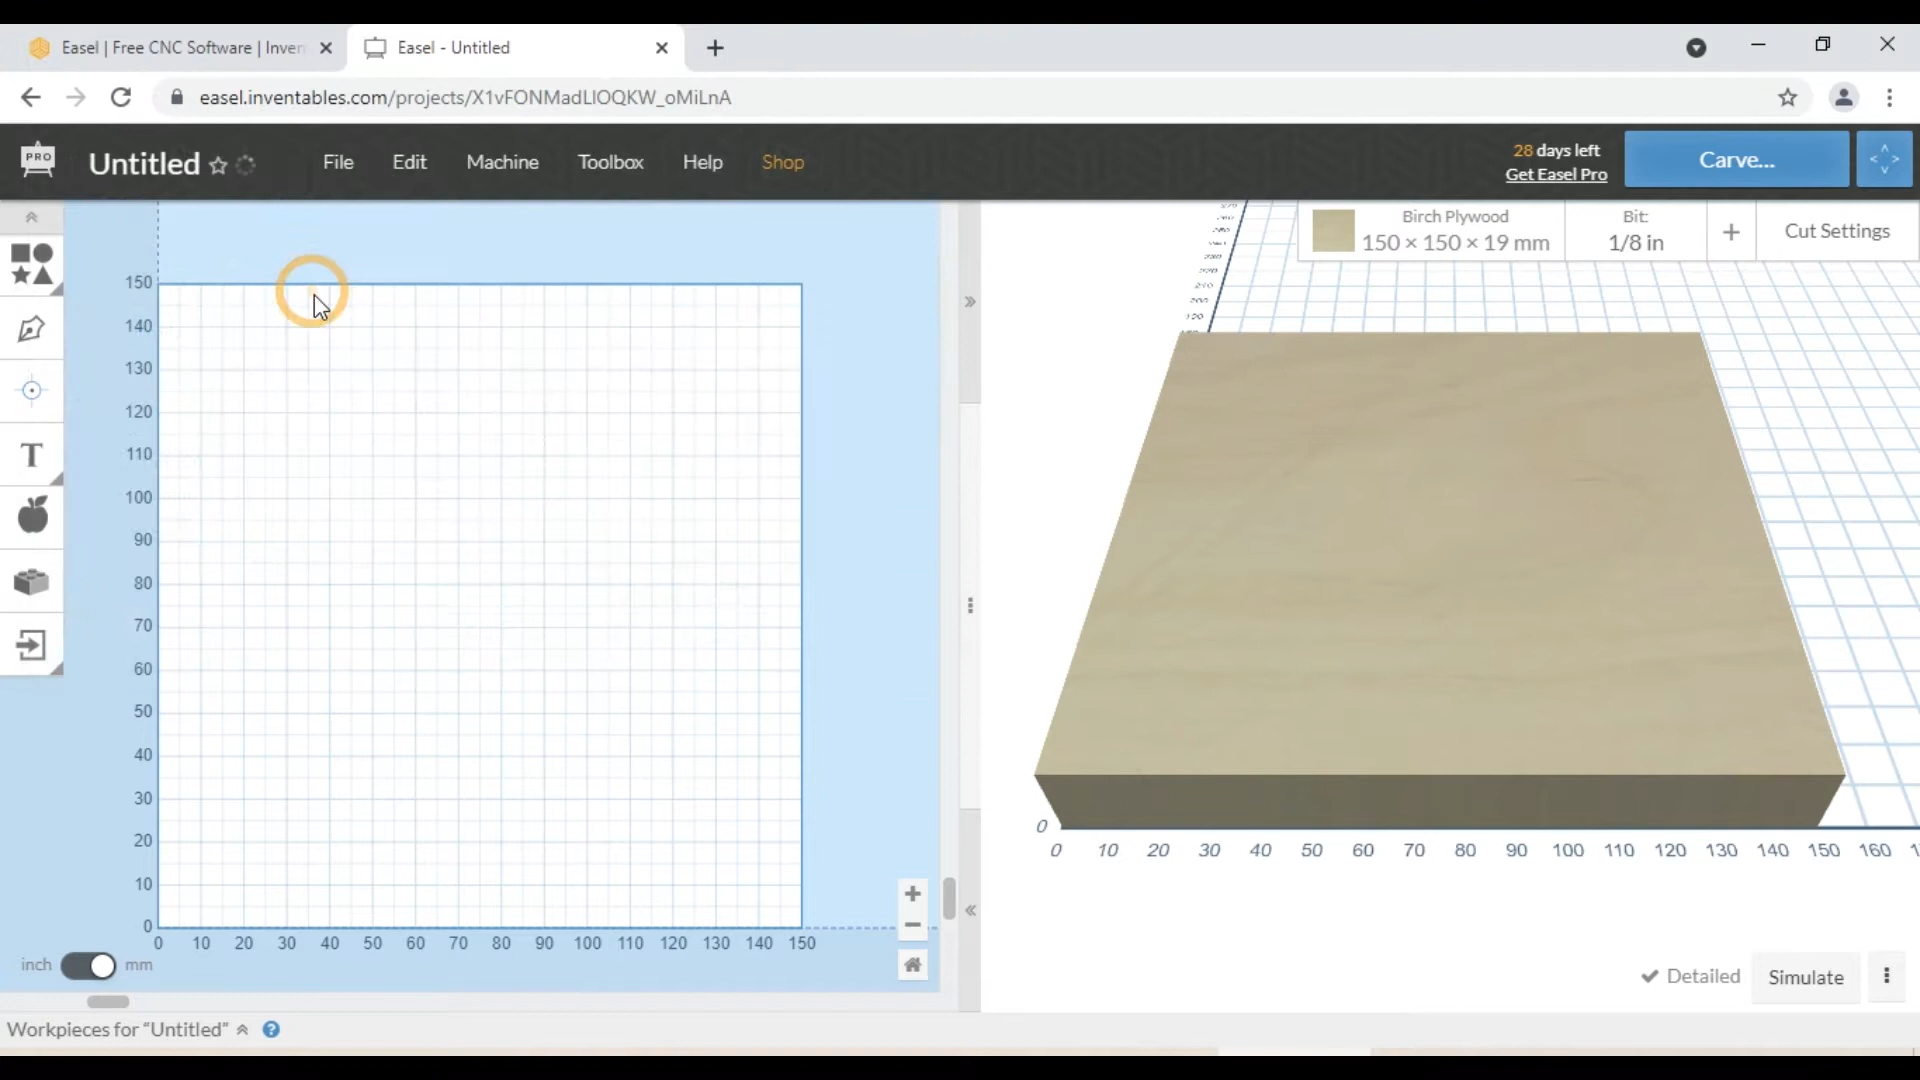 Easel | Free CNC Software | Inven
Easel - Untitled
easel.inventables.com/projects/X1vFONMadLlOQKW_oMiLnA
PRO
Untitled
File
Edit
Machine
Toolbox
Help
Shop
28 days left
Get Easel Pro
Carve...
Birch Plywood
150 × 150 × 19 mm
Bit:
1/8 in
+
Cut Settings
150
140
130
120
110
100
90
80
70
60
50
40
30
20
10
0
0 10 20 30 40 50 60 70 80 90 100 110 120 130 140 150
inch
mm
T
0
0 10 20 30 40 50 60 70 80 90 100 110 120 130 140 150 160
Detailed
Simulate
Workpieces for “Untitled”
?